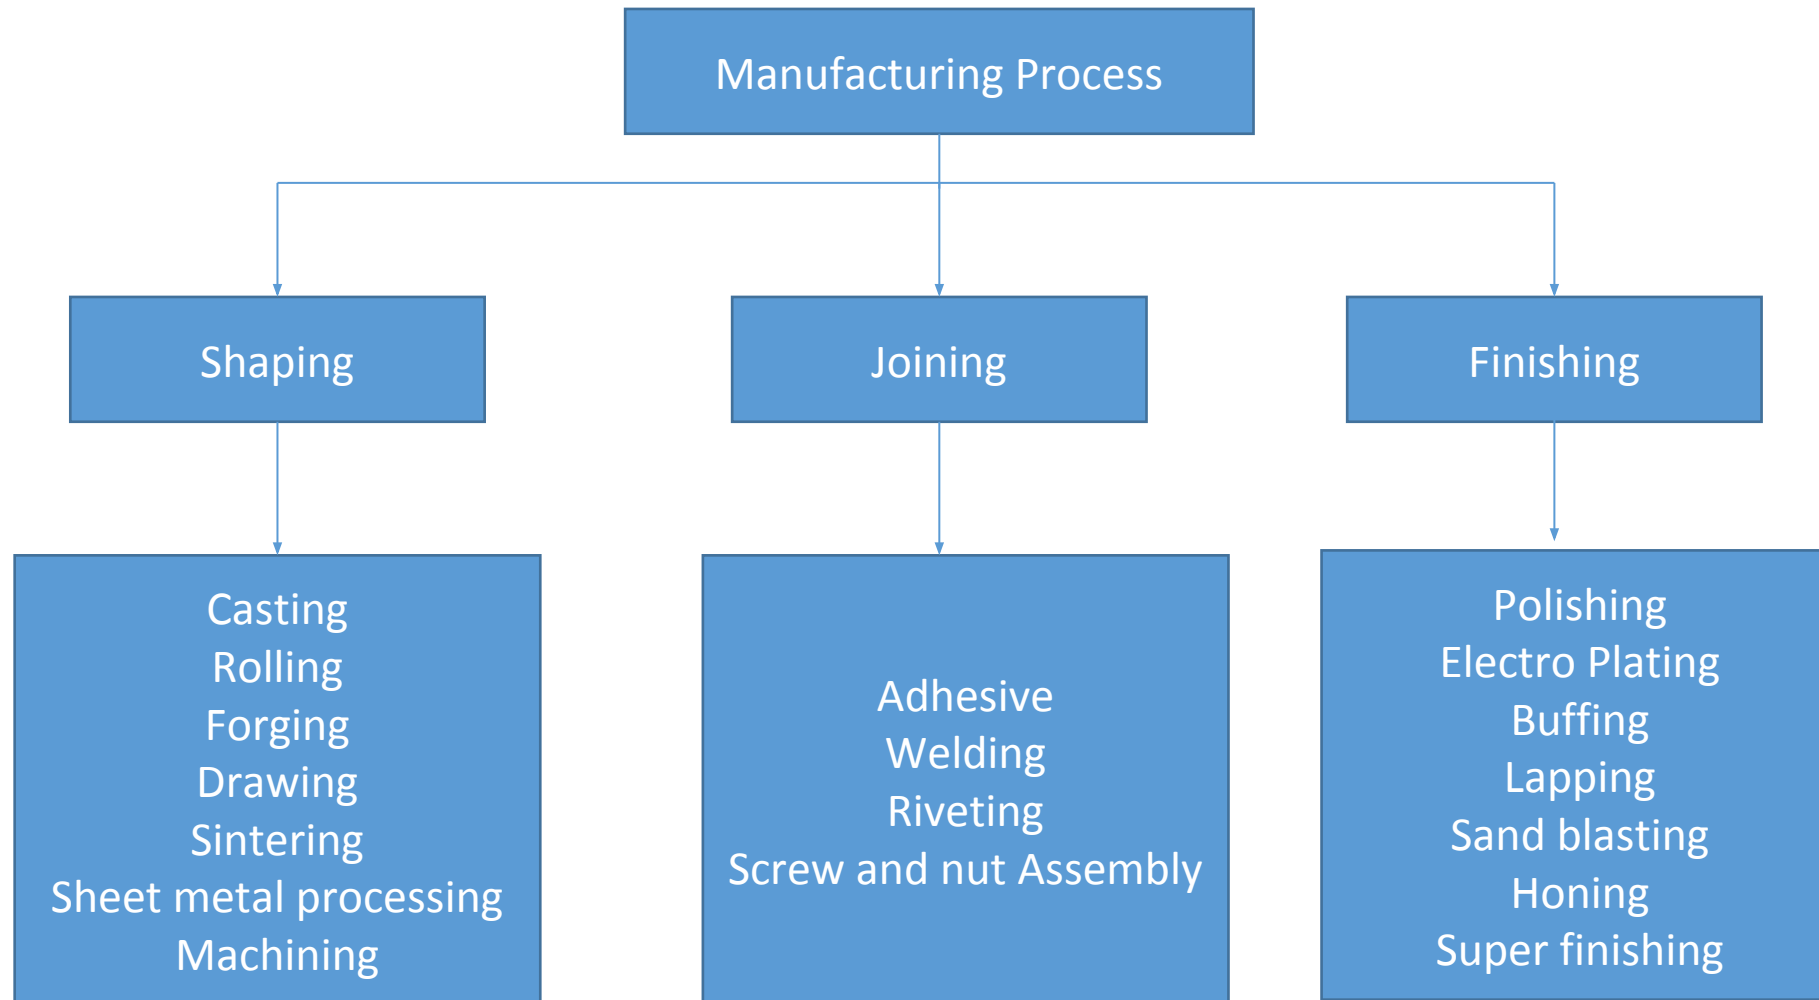 Manufacturing Process
Shaping
Joining
Finishing
Casting
Rolling
Forging
Drawing
Sintering
Sheet metal processing
Machining
Adhesive
Welding
Riveting
Screw and nut Assembly
Polishing
Electro Plating
Buffing
Lapping
Sand blasting
Honing
Super finishing